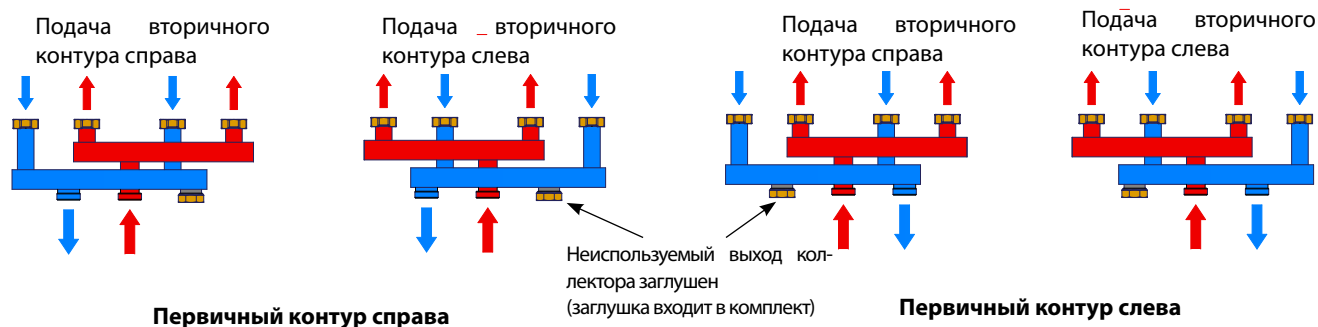 Подача вторичного
контура справа
Подача _ вторичного
контура слева
Подача вторичного
контура справа
Подача вторичного
контура слева
Неиспользуемый выход кол-
лектора заглушен
(заглушка входит в комплект)
Первичный контур справа
Первичный контур слева